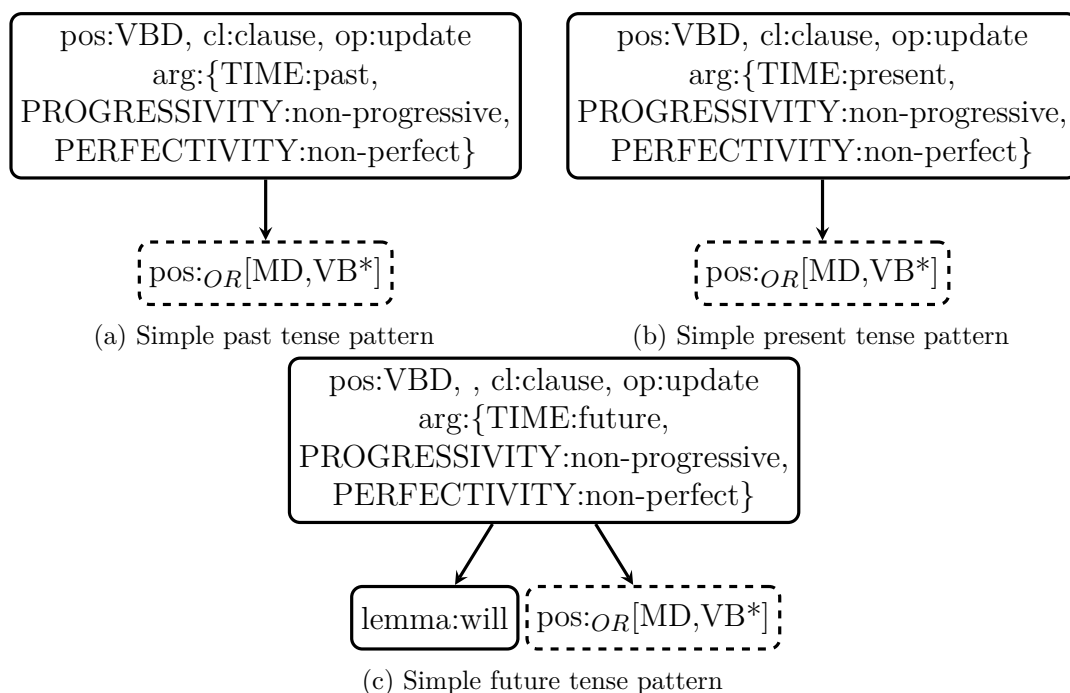 pos:VBD, cl:clause, op:update
arg:{TIME:past,
PROGRESSIVITY:non-progressive,
PERFECTIVITY:non-perfect}
pos:OR[MD,VB*]
(a) Simple past tense pattern
pos:VBD, cl:clause, op:update
arg:{TIME:present,
PROGRESSIVITY:non-progressive,
PERFECTIVITY:non-perfect}
pos:OR[MD,VB*]
(b) Simple present tense pattern
pos:VBD, , cl:clause, op:update
arg:{TIME:future,
PROGRESSIVITY:non-progressive,
PERFECTIVITY:non-perfect}
lemma:will
pos:OR[MD,VB*]
(c) Simple future tense pattern